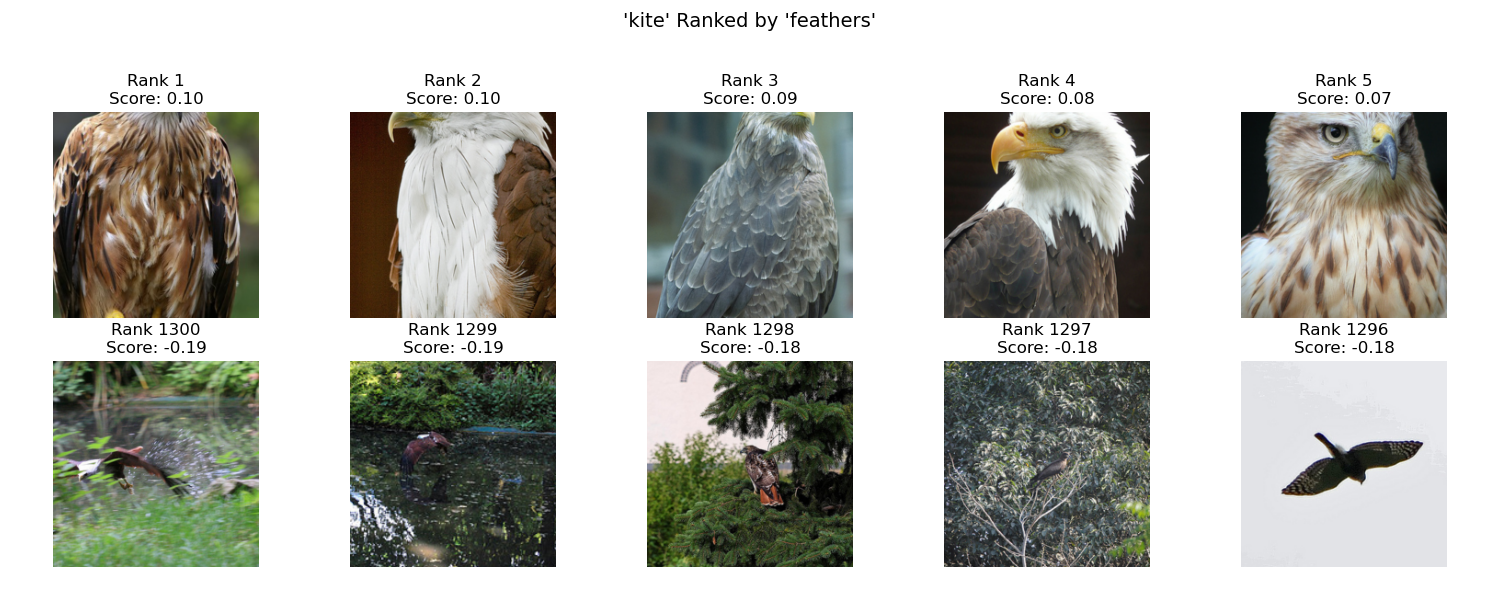 'kite' Ranked by 'feathers'
Rank 1
Score: 0.10
Rank 2
Score: 0.10
Rank 3
Score: 0.09
Rank 4
Score: 0.08
Rank 5
Score: 0.07
Rank 1300
Score: -0.19
Rank 1299
Score: -0.19
Rank 1298
Score: -0.18
Rank 1297
Score: -0.18
Rank 1296
Score: -0.18